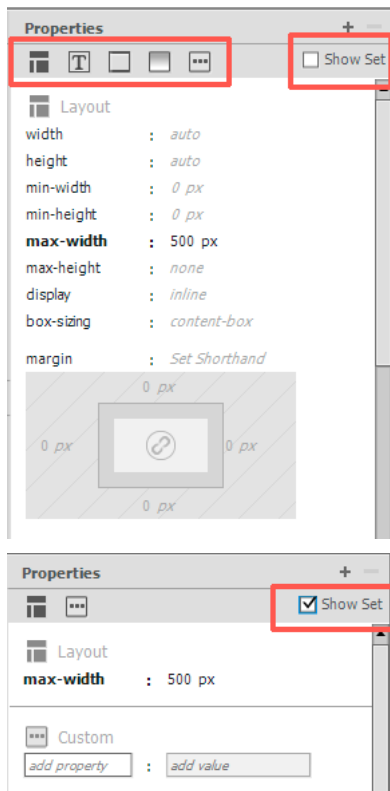 Properties + −
T Show Set
Layout
width : auto
height : auto
min-width : 0 px
min-height : 0 px
max-width : 500 px
max-height : none
display : inline
box-sizing : content-box
margin : Set Shorthand
0 px
0 px 0 px
0 px
Properties + −
Show Set
Layout
max-width : 500 px
Custom
add property : add value